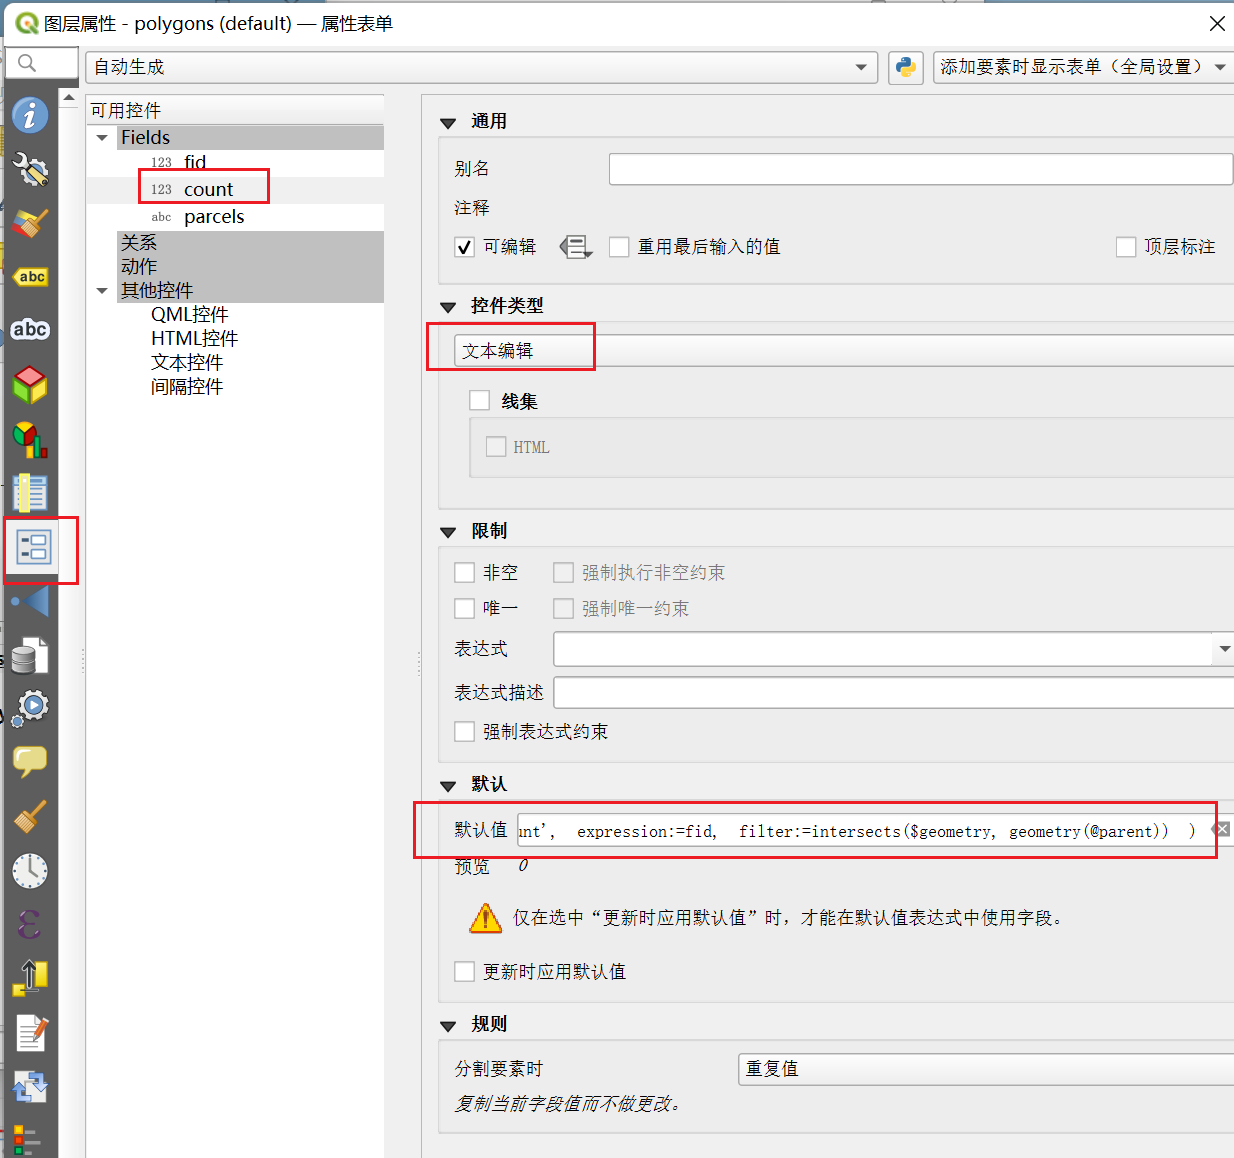 图层属性 - polygons (default) — 属性表单
自动生成
添加要素时显示表单（全局设置）
可用控件
Fields
123 fid
123 count
abc parcels
关系
动作
其他控件
QML控件
HTML控件
文本控件
间隔控件
abc
abc
通用
别名
注释
可编辑
重用最后输入的值
顶层标注
控件类型
文本编辑
线集
HTML
限制
非空
强制执行非空约束
唯一
强制唯一约束
表达式
表达式描述
强制表达式约束
默认
默认值 unt', expression:=fid, filter:=intersects($geometry, geometry(@parent)) )
预览 0
仅在选中“更新时应用默认值”时，才能在默认值表达式中使用字段。
更新时应用默认值
规则
分割要素时 重复值
复制当前字段值而不做更改。